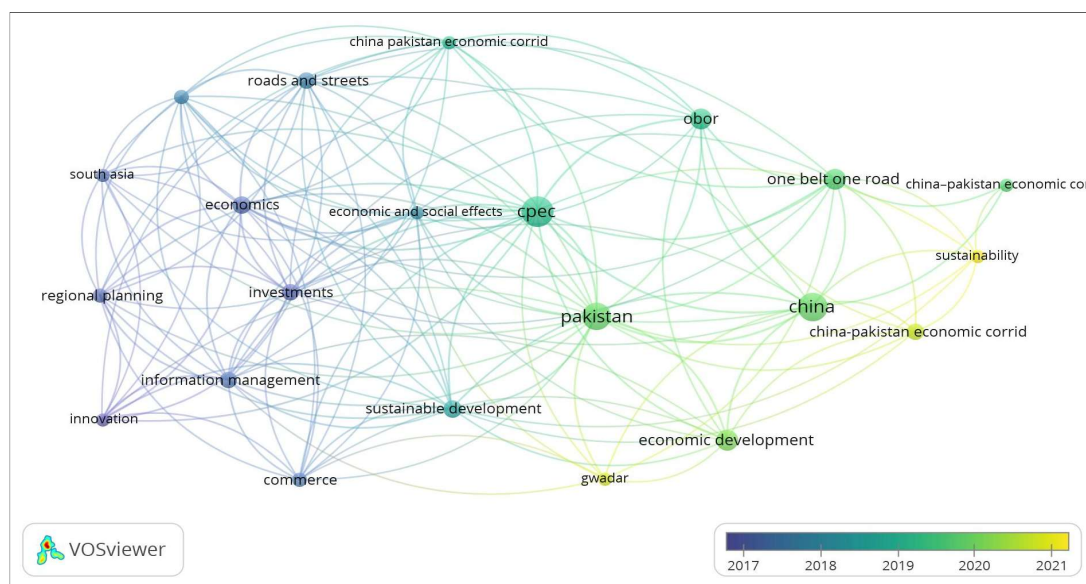 china pakistan economic corrid
roads and streets
obor
south asia
one belt one road
china–pakistan economic cor
economics
economic and social effects
cpec
sustainability
regional planning
investments
pakistan
china
china-pakistan economic corrid
information management
sustainable development
innovation
economic development
commerce
gwadar
VOSviewer
2017 2018 2019 2020 2021